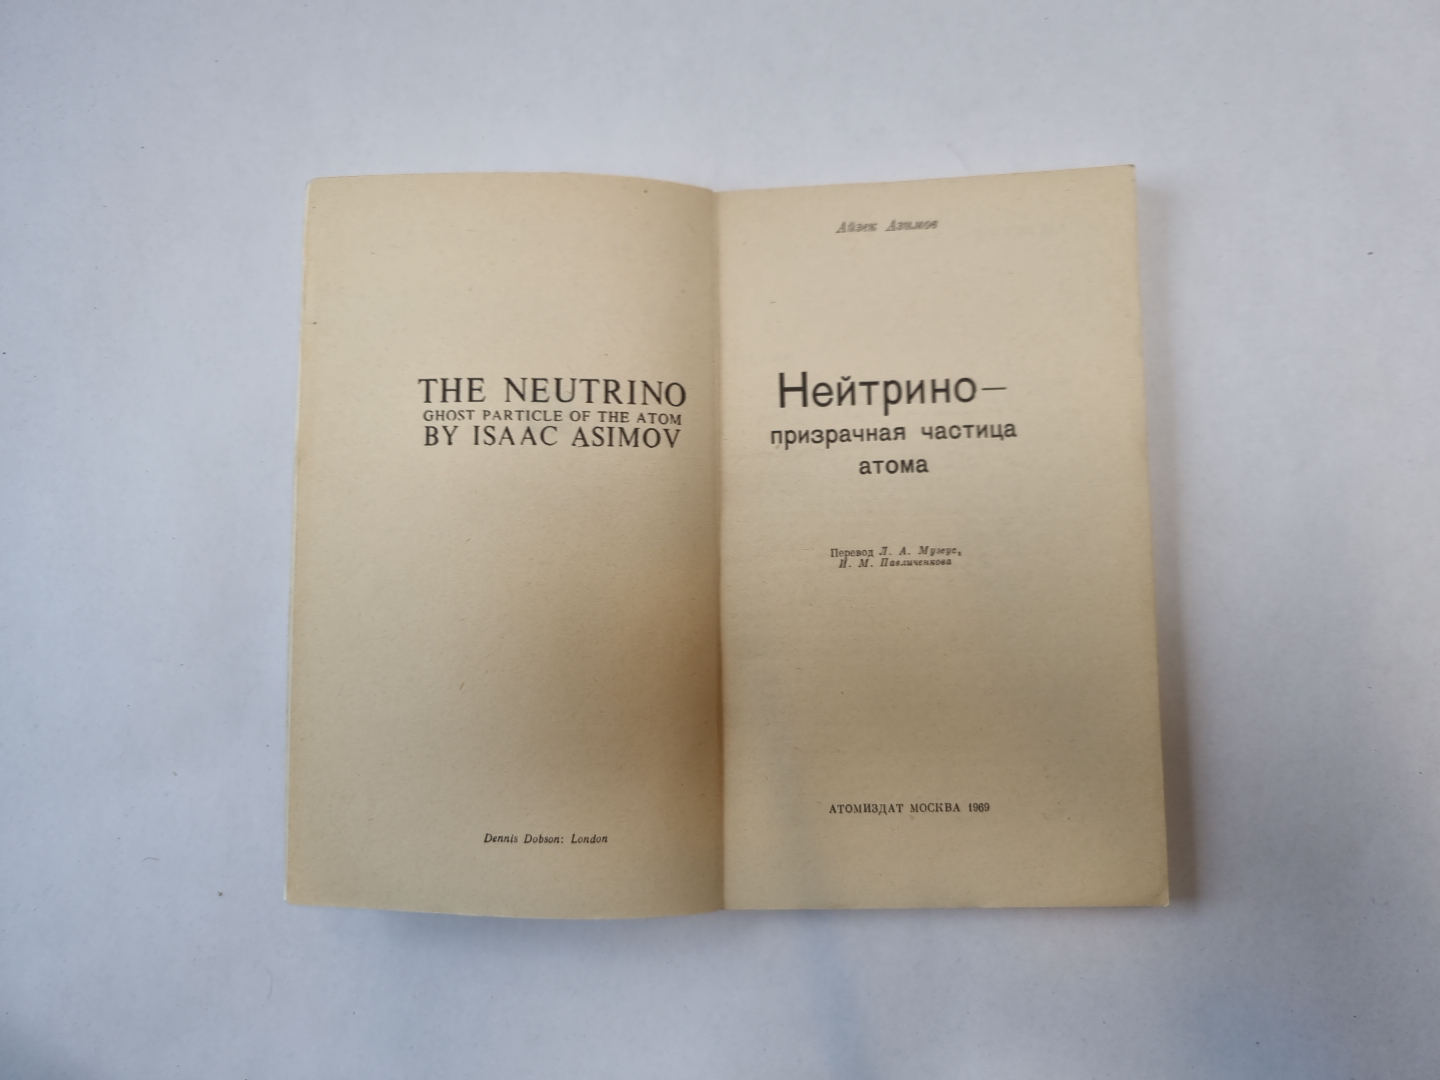 THE NEUTRINO
GHOST PARTICLE OF THE ATOM
BY ISAAC ASIMOV
Dennis Dobson: London
Айзек Азимов
Нейтрино—
призрачная частица
атома
Перевод Л. А. Музеус,
И. М. Павличенкова
АТОМИЗДАТ МОСКВА 1969